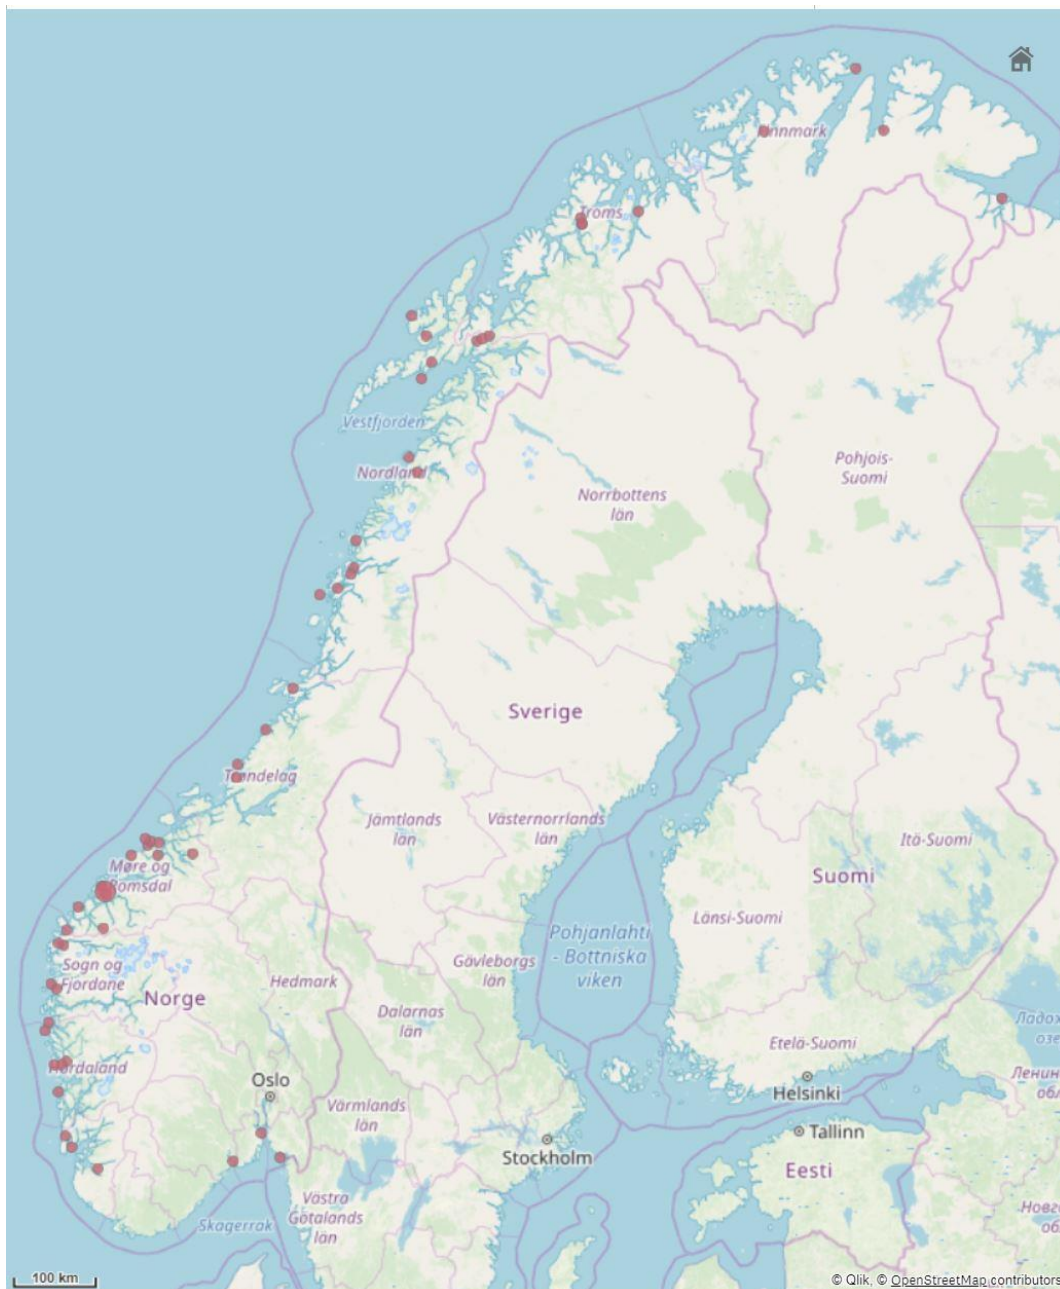 Finnmark
Troms
Vestfjorden
Nordland
Pohjois-
Suomi
Norrbottens
län
Sverige
Trøndelag
Jämtlands
län
Västernorrlands
län
Itä-Suomi
Møre og
Romsdal
Suomi
Länsi-Suomi
Pohjanlahti
- Bottniska
viken
Sogn og
Fjordane
Hedmark
Gävleborgs
län
Norge
Dalarnas
län
Etelä-Suomi
Hordaland
Oslo
Helsinki
Värmlands
län
Tallinn
Stockholm
Eesti
Västra
Götalands
län
Skagerrak
100 km
© Qlik, © OpenStreetMap contributors